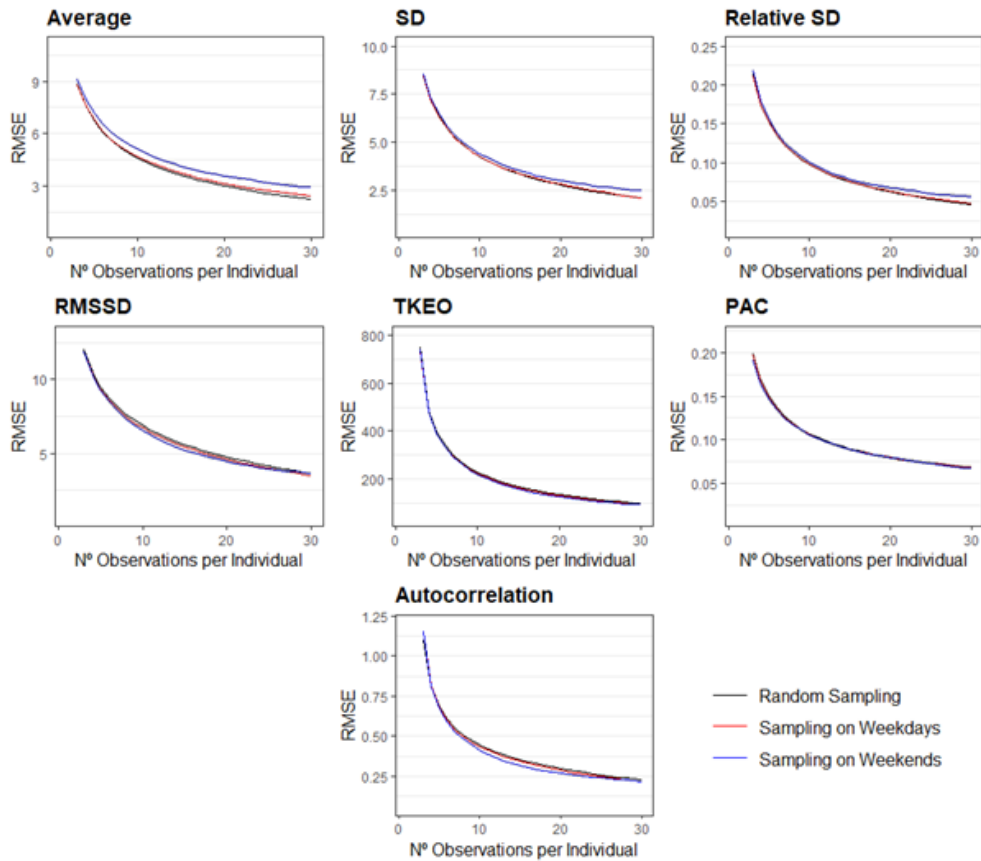 Average
SD
Relative SD
RMSE
9
6
3
0
10
20
30
Nº Observations per Individual
RMSE
10.0
7.5
5.0
2.5
0
10
20
30
Nº Observations per Individual
RMSE
0.25
0.20
0.15
0.10
0.05
0
10
20
30
Nº Observations per Individual
RMSSD
TKEO
PAC
RMSE
10
5
0
10
20
30
Nº Observations per Individual
RMSE
800
600
400
200
0
10
20
30
Nº Observations per Individual
RMSE
0.20
0.15
0.10
0.05
0
10
20
30
Nº Observations per Individual
Autocorrelation
RMSE
1.25
1.00
0.75
0.50
0.25
0
10
20
30
Nº Observations per Individual
Random Sampling
Sampling on Weekdays
Sampling on Weekends